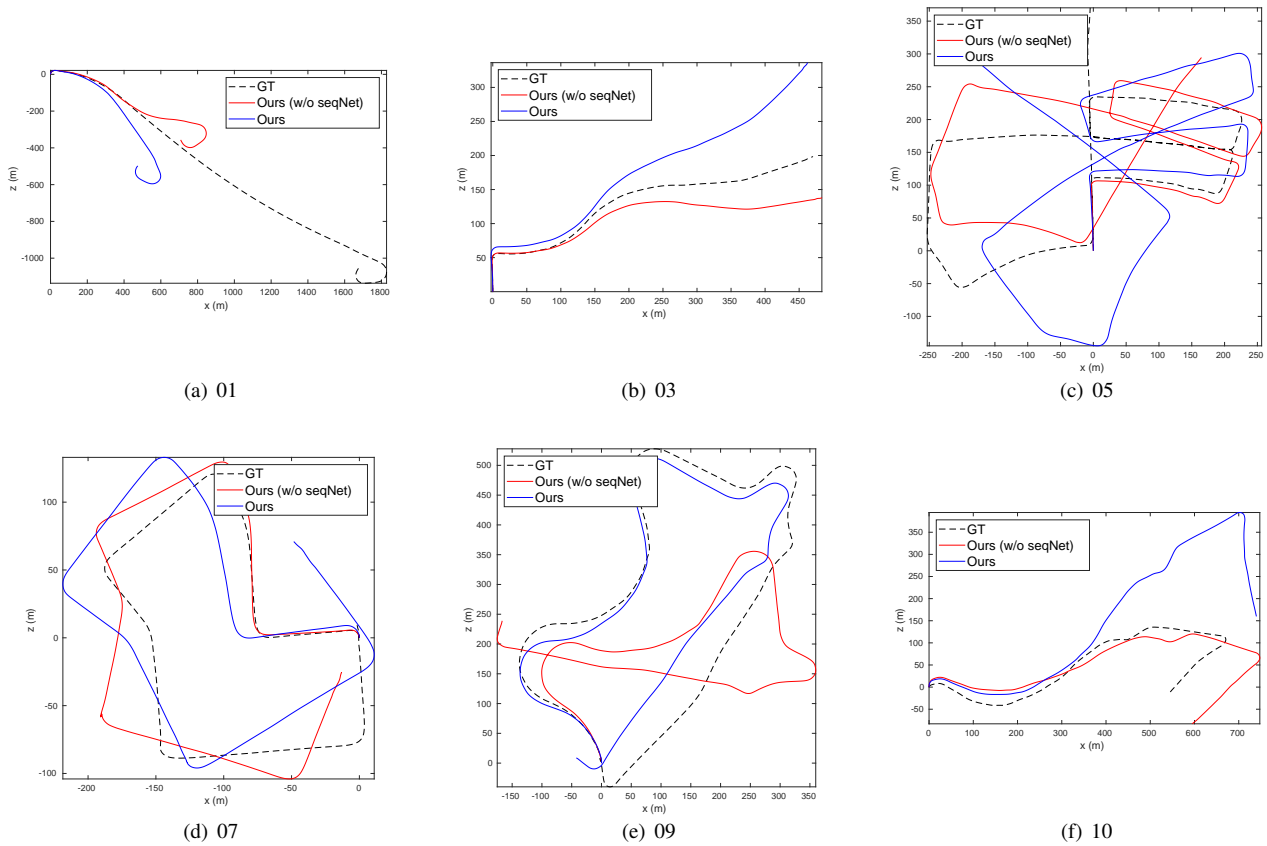 GT
Ours (w/o seqNet)
Ours
0
-200
-400
-600
-800
-1000
z (m)
0 200 400 600 800 1000 1200 1400 1600 1800
x (m)
(a) 01
GT
Ours (w/o seqNet)
Ours
300
250
200
150
100
50
z (m)
0 50 100 150 200 250 300 350 400 450
x (m)
(b) 03
GT
Ours (w/o seqNet)
Ours
350
300
250
200
150
100
50
0
-50
-100
z (m)
-250 -200 -150 -100 -50 0 50 100 150 200 250
x (m)
(c) 05
GT
Ours (w/o seqNet)
Ours
100
50
0
-50
-100
z (m)
-200 -150 -100 -50 0
x (m)
(d) 07
GT
Ours (w/o seqNet)
Ours
500
450
400
350
300
250
200
150
100
50
0
z (m)
-150 -100 -50 0 50 100 150 200 250 300 350
x (m)
(e) 09
GT
Ours (w/o seqNet)
Ours
350
300
250
200
150
100
50
0
-50
z (m)
0 100 200 300 400 500 600 700
x (m)
(f) 10